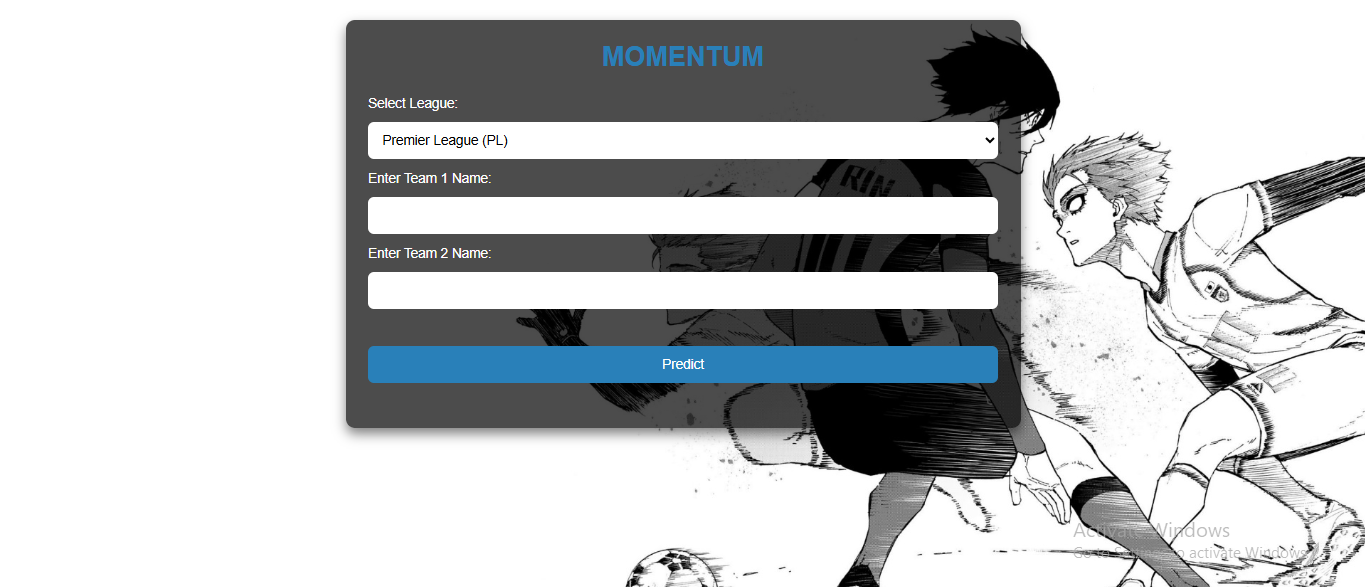 MOMENTUM
Select League:
Premier League (PL)
RIN
Enter Team 1 Name:
Enter Team 2 Name:
Predict
Activate Windows
Go to Settings to activate Windows.